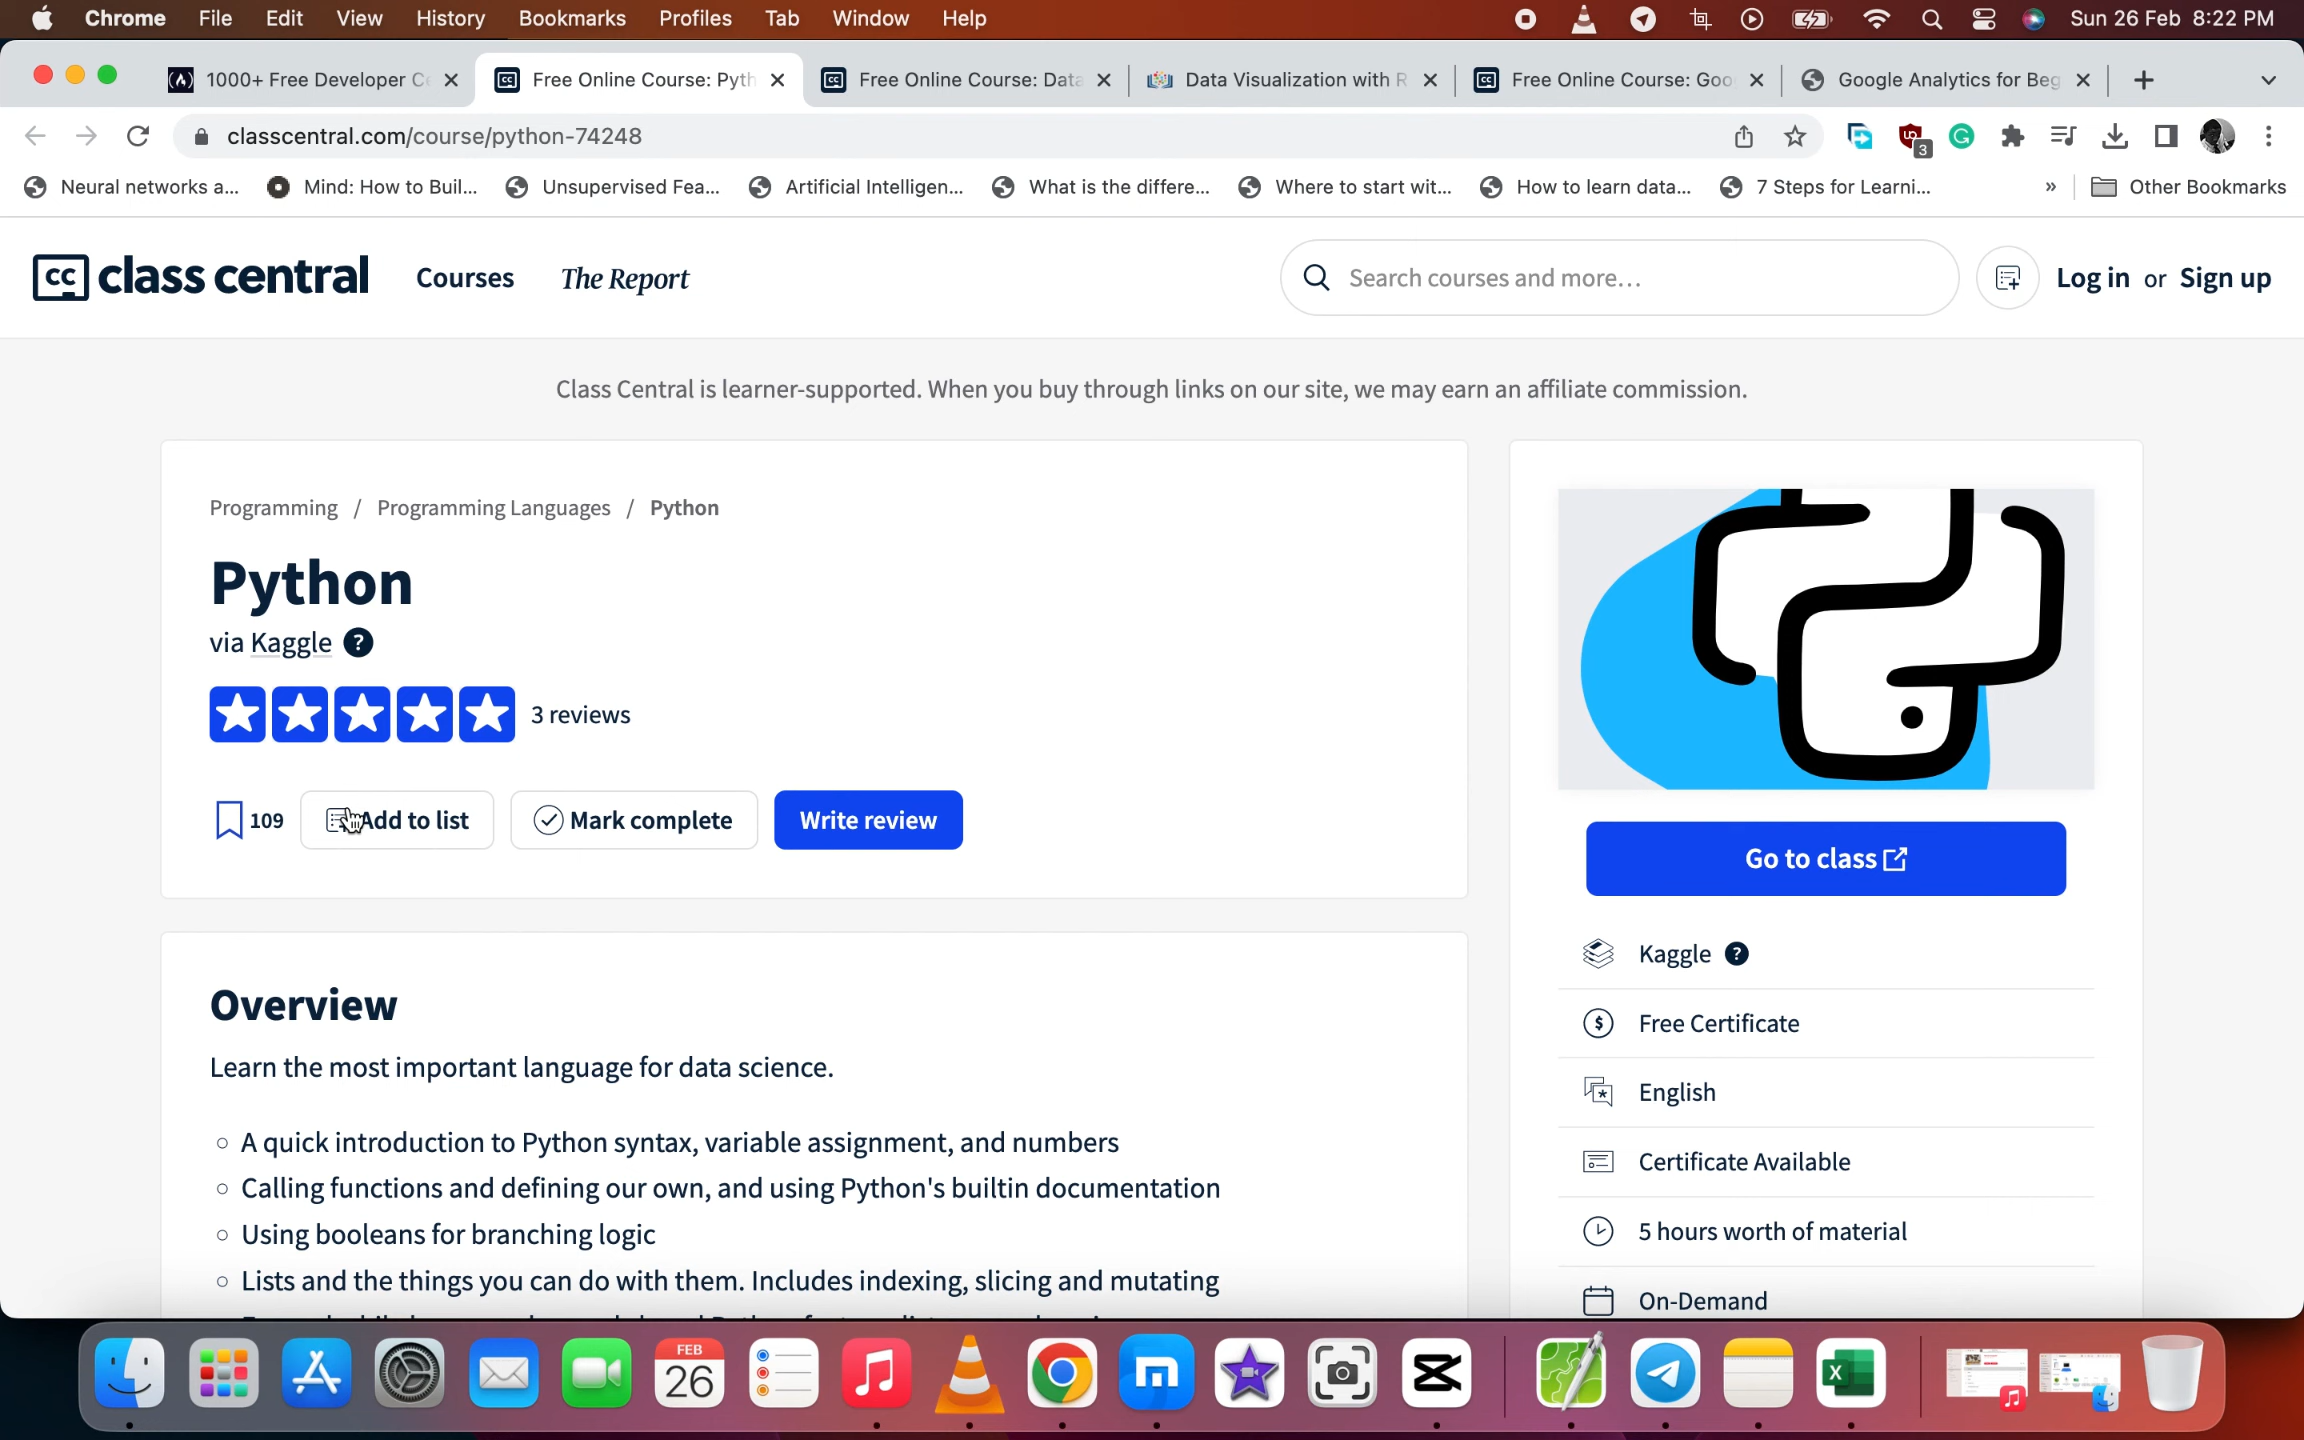 Chrome File Edit View History Bookmarks Profiles Tab Window Help Sun 26 Feb 8:22 PM
1000+ Free Developer Ce Free Online Course: Pyth Free Online Course: Data Data Visualization with R Free Online Course: Goo Google Analytics for Beg
classcentral.com/course/python-74248
3
Neural networks a... Mind: How to Buil... Unsupervised Fea... Artificial Intelligen... What is the differe... Where to start wit... How to learn data... 7 Steps for Learni... » Other Bookmarks
cc class central Courses The Report Search courses and more... Log in or Sign up
Class Central is learner-supported. When you buy through links on our site, we may earn an affiliate commission.
Programming / Programming Languages / Python
Python
via Kaggle ?
3 reviews
109 Add to list Mark complete Write review
Go to class
Kaggle ?
Free Certificate
English
Certificate Available
5 hours worth of material
On-Demand
Overview
Learn the most important language for data science.
A quick introduction to Python syntax, variable assignment, and numbers
Calling functions and defining our own, and using Python's builtin documentation
Using booleans for branching logic
Lists and the things you can do with them. Includes indexing, slicing and mutating
FEB
26